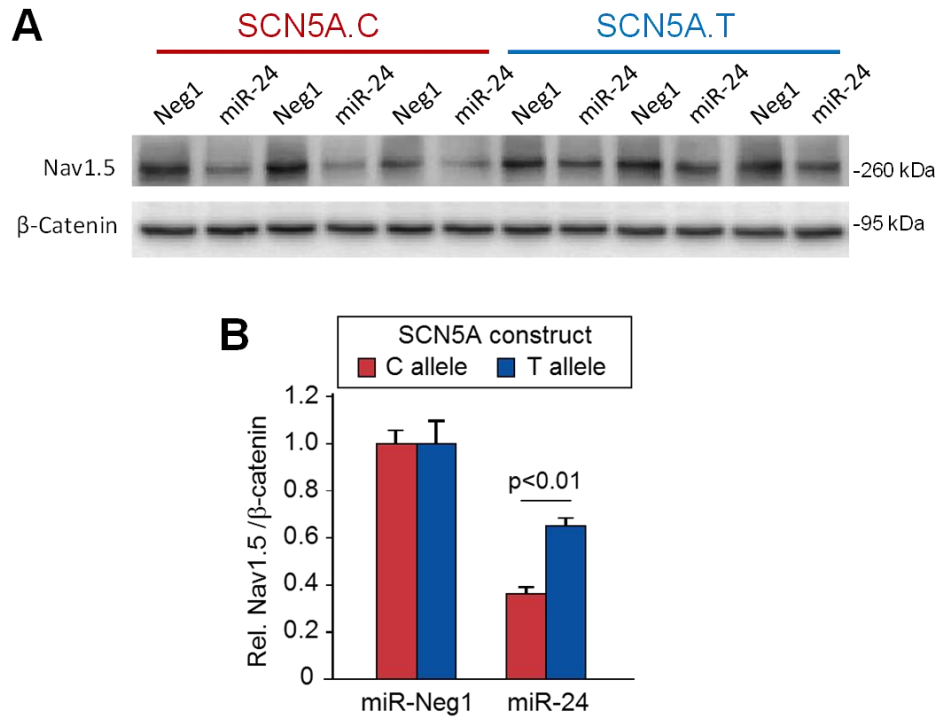 A
SCN5A.C SCN5A.T
Neg1 miR-24 Neg1 miR-24 Neg1 miR-24 Neg1 miR-24 Neg1 miR-24 Neg1 miR-24
Nav1.5 -260 kDa
β-Catenin -95 kDa
B
SCN5A construct
C allele T allele
Rel. Nav1.5 /β-catenin
1.2
1.0
0.8
0.6
0.4
0.2
0
p<0.01
miR-Neg1 miR-24